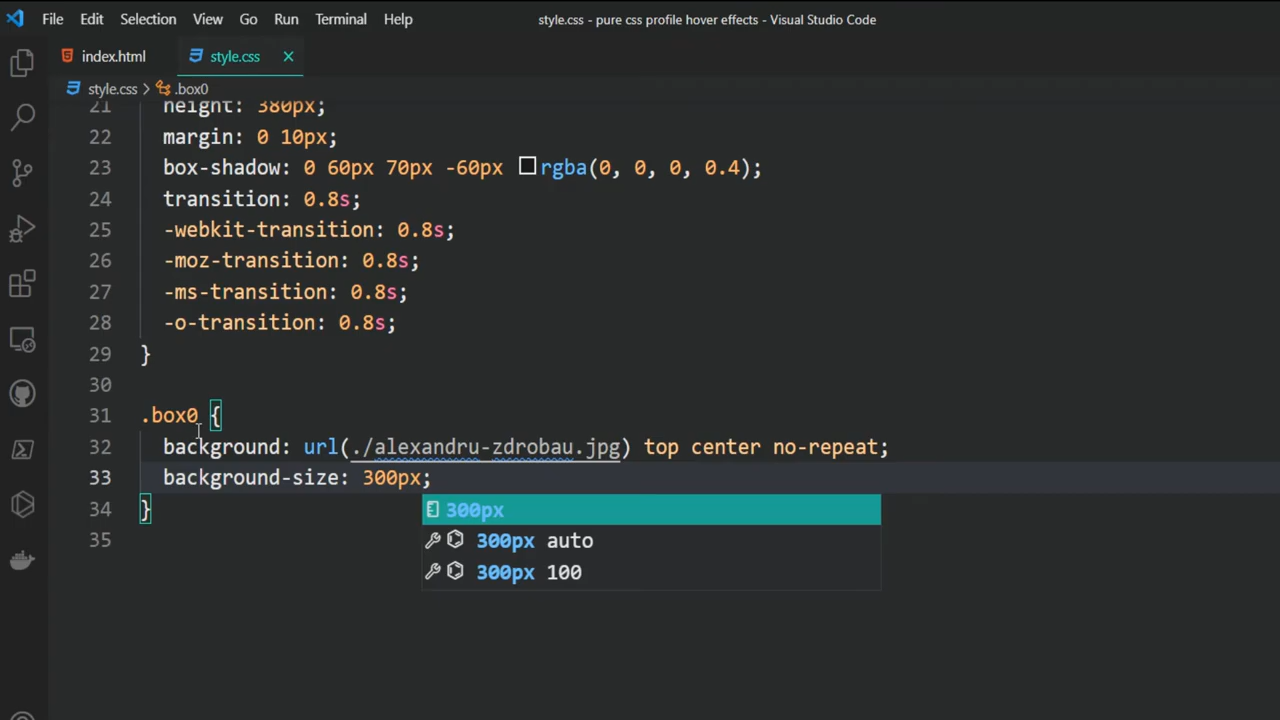 File Edit Selection View Go Run Terminal Help style.css - pure css profile hover effects - Visual Studio Code
index.html style.css
style.css > .box0
21 height: 380px;
22 margin: 0 10px;
23 box-shadow: 0 60px 70px -60px rgba(0, 0, 0, 0.4);
24 transition: 0.8s;
25 -webkit-transition: 0.8s;
26 -moz-transition: 0.8s;
27 -ms-transition: 0.8s;
28 -o-transition: 0.8s;
29 }
30
31 .box0 {
32 background: url(./alexandru-zdrobau.jpg) top center no-repeat;
33 background-size: 300px;
34 }
300px
35
300px auto
300px 100